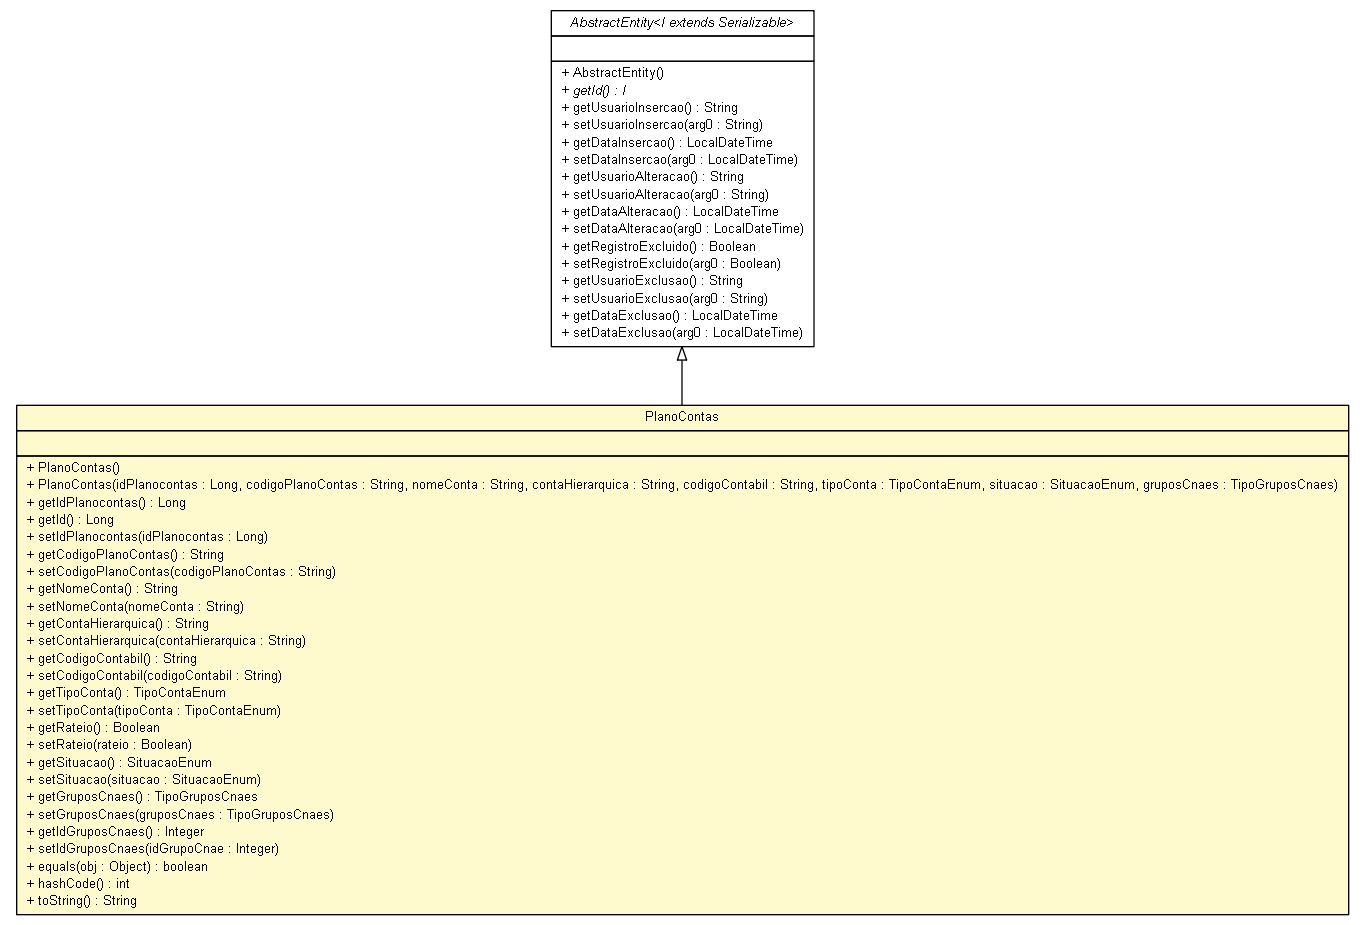 AbstractEntity<I extends Serializable>
+ AbstractEntity()
+ getId() : I
+ getUsuarioInsercao() : String
+ setUsuarioInsercao(arg0 : String)
+ getDataInsercao() : LocalDateTime
+ setDataInsercao(arg0 : LocalDateTime)
+ getUsuarioAlteracao() : String
+ setUsuarioAlteracao(arg0 : String)
+ getDataAlteracao() : LocalDateTime
+ setDataAlteracao(arg0 : LocalDateTime)
+ getRegistroExcluido() : Boolean
+ setRegistroExcluido(arg0 : Boolean)
+ getUsuarioExclusao() : String
+ setUsuarioExclusao(arg0 : String)
+ getDataExclusao() : LocalDateTime
+ setDataExclusao(arg0 : LocalDateTime)
PlanoContas
+ PlanoContas()
+ PlanoContas(idPlanocontas : Long, codigoPlanoContas : String, nomeConta : String, contaHierarquica : String, codigoContabil : String, tipoConta : TipoContaEnum, situacao : SituacaoEnum, gruposCnaes : TipoGruposCnaes)
+ getIdPlanocontas() : Long
+ getId() : Long
+ setIdPlanocontas(idPlanocontas : Long)
+ getCodigoPlanoContas() : String
+ setCodigoPlanoContas(codigoPlanoContas : String)
+ getNomeConta() : String
+ setNomeConta(nomeConta : String)
+ getContaHierarquica() : String
+ setContaHierarquica(contaHierarquica : String)
+ getCodigoContabil() : String
+ setCodigoContabil(codigoContabil : String)
+ getTipoConta() : TipoContaEnum
+ setTipoConta(tipoConta : TipoContaEnum)
+ getRateio() : Boolean
+ setRateio(rateio : Boolean)
+ getSituacao() : SituacaoEnum
+ setSituacao(situacao : SituacaoEnum)
+ getGruposCnaes() : TipoGruposCnaes
+ setGruposCnaes(gruposCnaes : TipoGruposCnaes)
+ getIdGruposCnaes() : Integer
+ setIdGruposCnaes(idGrupoCnae : Integer)
+ equals(obj : Object) : boolean
+ hashCode() : int
+ toString() : String